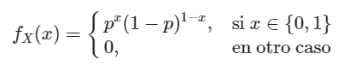 f_X(x) = { p^x(1 − p)^{1−x}, si x ∈ {0, 1}
0, en otro caso